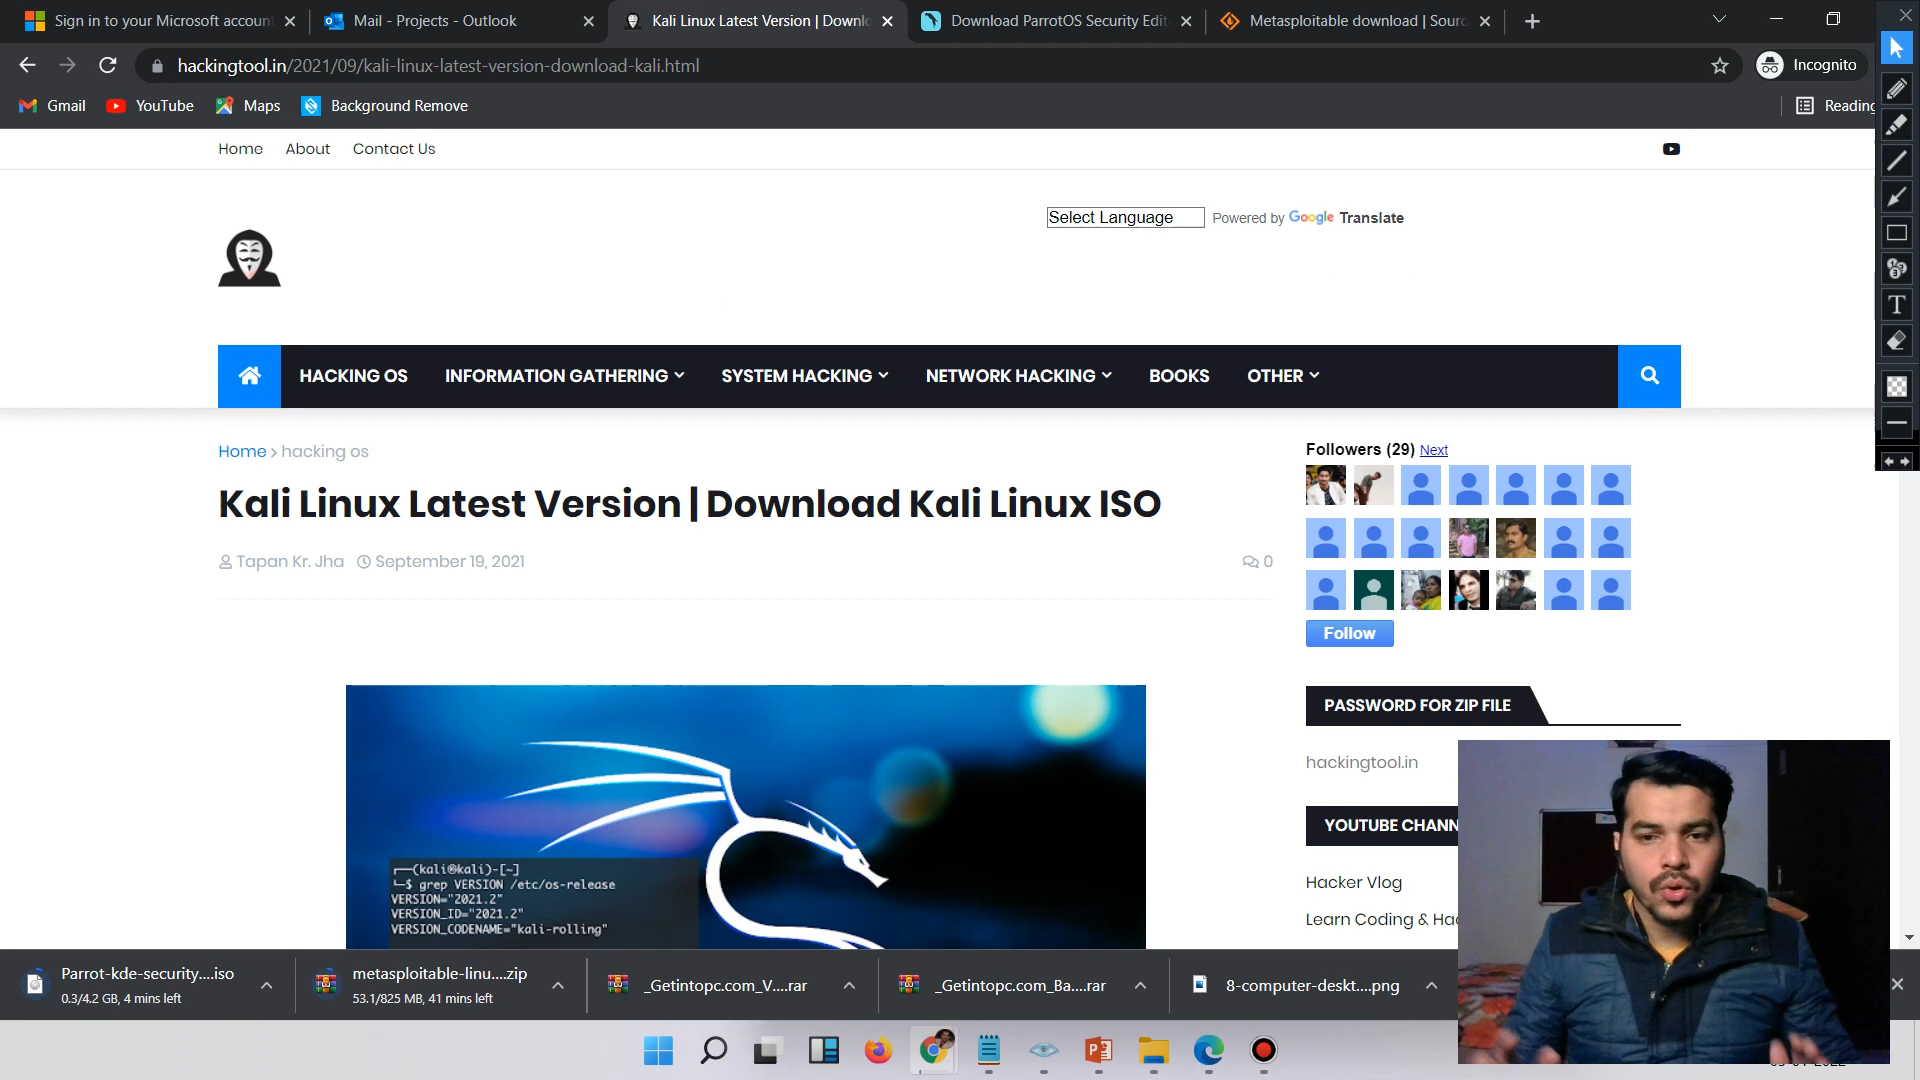 Sign in to your Microsoft account
Mail - Projects - Outlook
Kali Linux Latest Version | Downlo
Download ParrotOS Security Edit
Metasploitable download | Sourc
hackingtool.in/2021/09/kali-linux-latest-version-download-kali.html
Incognito
Gmail
YouTube
Maps
Background Remove
Reading
Home
About
Contact Us
Select Language
Powered by Google Translate
HACKING OS
INFORMATION GATHERING
SYSTEM HACKING
NETWORK HACKING
BOOKS
OTHER
Home > hacking os
Kali Linux Latest Version | Download Kali Linux ISO
Tapan Kr. Jha
September 19, 2021
0
Followers (29) Next
Follow
PASSWORD FOR ZIP FILE
hackingtool.in
YOUTUBE CHANN
Hacker Vlog
Learn Coding & Hac
(kali㉿kali)-[~]
$ grep VERSION /etc/os-release
VERSION="2021.2"
VERSION_ID="2021.2"
VERSION_CODENAME="kali-rolling"
Parrot-kde-security....iso
0.3/4.2 GB, 4 mins left
metasploitable-linu....zip
53.1/825 MB, 41 mins left
_Getintopc.com_V....rar
_Getintopc.com_Ba....rar
8-computer-deskt....png